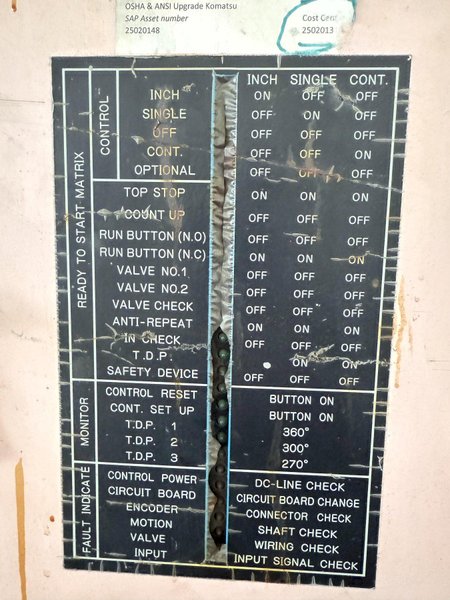 OSHA & ANSI Upgrade Komatsu
SAP Asset number
25020148
Cost Cent
2502013
INCH SINGLE CONT.
CONTROL
READY TO START MATRIX
INCH ON OFF OFF
SINGLE OFF ON OFF
OFF OFF OFF OFF
CONT. OFF OFF ON
OPTIONAL OFF OFF OFF
TOP STOP ON ON ON
COUNT UP OFF OFF OFF
RUN BUTTON (N.O) OFF OFF OFF
RUN BUTTON (N.C) OFF ON ON
VALVE NO.1 OFF OFF OFF
VALVE NO.2 OFF OFF OFF
VALVE CHECK OFF OFF OFF
ANTI-REPEAT ON ON ON
IN CHECK OFF OFF OFF
T.D.P. ON ON
SAFETY DEVICE OFF OFF OFF
MONITOR
CONTROL RESET BUTTON ON
CONT. SET UP BUTTON ON
T.D.P. 1 360°
T.D.P. 2 300°
T.D.P. 3 270°
FAULT INDICATE
CONTROL POWER DC-LINE CHECK
CIRCUIT BOARD CIRCUIT BOARD CHANGE
ENCODER CONNECTOR CHECK
MOTION SHAFT CHECK
VALVE WIRING CHECK
INPUT INPUT SIGNAL CHECK